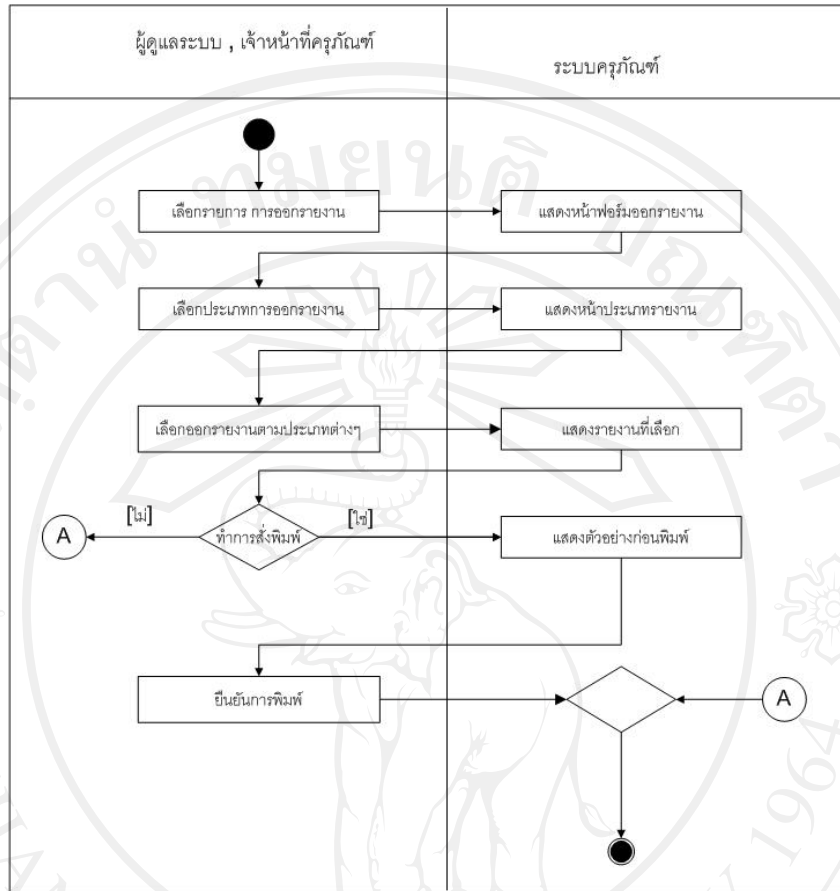 ผู้ดูแลระบบ , เจ้าหน้าที่ครุภัณฑ์
ระบบครุภัณฑ์
เลือกรายการ การออกรายงาน
แสดงหน้าฟอร์มออกรายงาน
เลือกประเภทการออกรายงาน
แสดงหน้าประเภทรายงาน
เลือกออกรายงานตามประเภทต่างๆ
แสดงรายงานที่เลือก
[ไม่]
[ใช่]
A
ทำการสั่งพิมพ์
แสดงตัวอย่างก่อนพิมพ์
ยืนยันการพิมพ์
A
1964